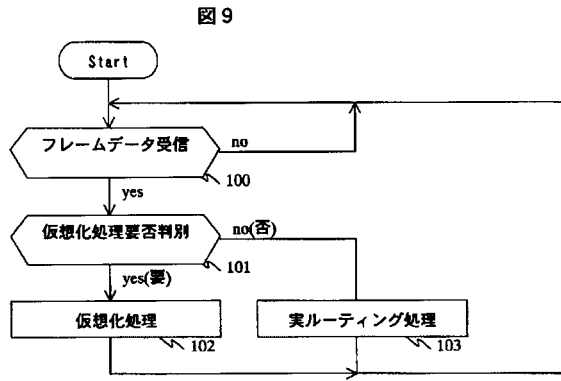 図9
Start
フレームデータ受信
no
100
yes
仮想化処理要否判別
no(否)
101
yes(要)
仮想化処理
実ルーティング処理
102
103